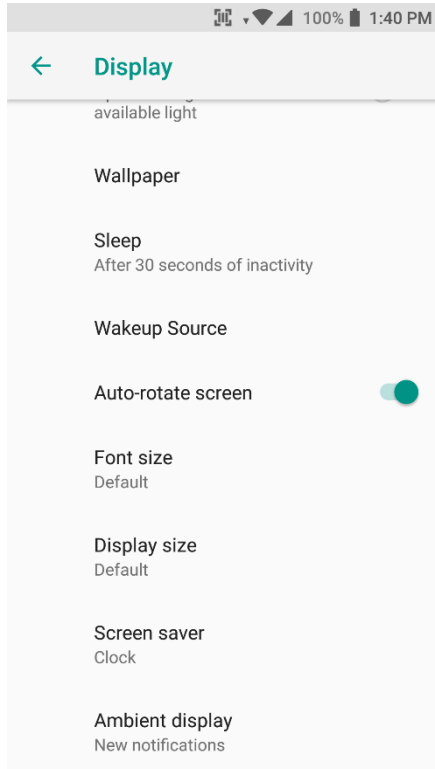 100% 1:40 PM
Display
available light
Wallpaper
Sleep
After 30 seconds of inactivity
Wakeup Source
Auto-rotate screen
Font size
Default
Display size
Default
Screen saver
Clock
Ambient display
New notifications